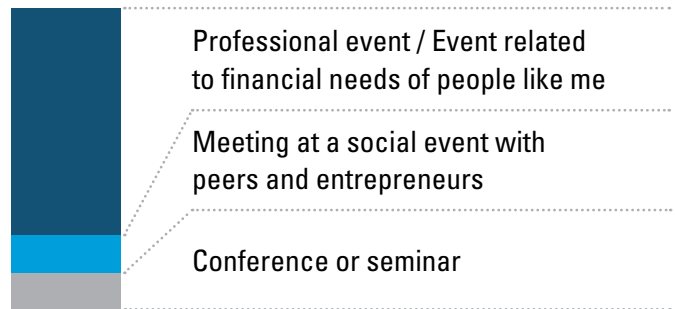 Professional event / Event related
to financial needs of people like me
Meeting at a social event with
peers and entrepreneurs
Conference or seminar